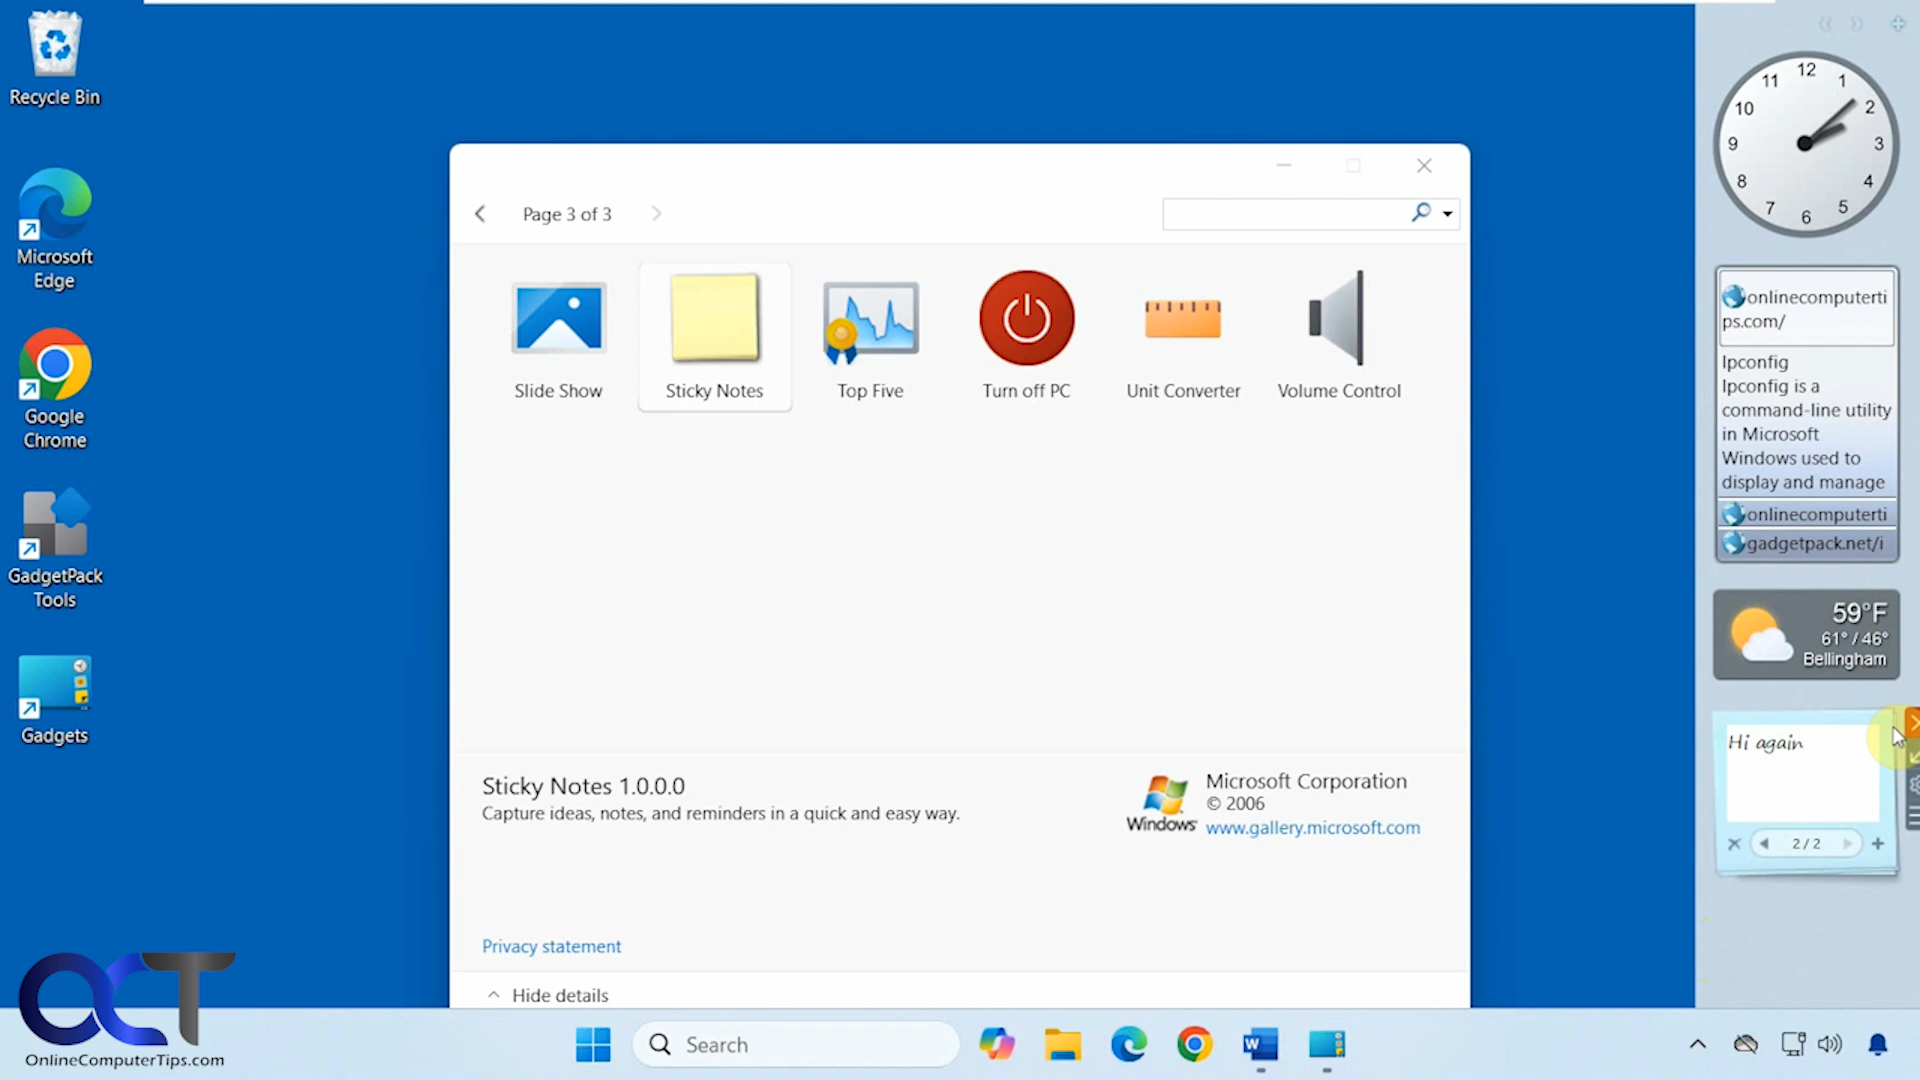 Recycle Bin
Microsoft
Edge
Google
Chrome
GadgetPack
Tools
Gadgets
OCT
OnlineComputerTips.com
Page 3 of 3
Slide Show
Sticky Notes
Top Five
Turn off PC
Unit Converter
Volume Control
Sticky Notes 1.0.0.0
Capture ideas, notes, and reminders in a quick and easy way.
Windows
Microsoft Corporation
© 2006
www.gallery.microsoft.com
Privacy statement
Hide details
12
1
2
3
4
5
6
7
8
9
10
11
onlinecomputerti
ps.com/
Ipconfig
Ipconfig is a
command-line utility
in Microsoft
Windows used to
display and manage
onlinecomputerti
gadgetpack.net/i
59°F
61° / 46°
Bellingham
Hi again
2 / 2
Search
W